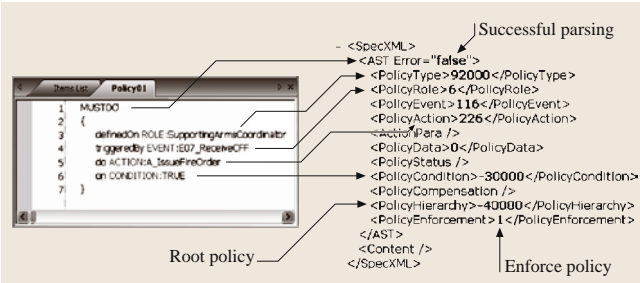 Successful parsing
Items List Policy01
1 MUSTDO
2 {
3 definedOn ROLE:SupportingArmsCoordinator
4 triggeredBy EVENT:E07_ReceiveCFF
5 do ACTION:A_IssueFireOrder
6 on CONDITION:TRUE
7 }
- <SpecXML>
<AST Error="false">
<PolicyType>92000</PolicyType>
<PolicyRole>6</PolicyRole>
<PolicyEvent>116</PolicyEvent>
<PolicyAction>226</PolicyAction>
<ActionPara />
<PolicyData>0</PolicyData>
<PolicyStatus />
<PolicyCondition>-30000</PolicyCondition>
<PolicyCompensation />
<PolicyHierardhy>-40000</PolicyHierarchy>
<PolicyEnforcement>1</PolicyEnforcement>
</AST>
<Content />
</SpecXML>
Root policy
Enforce policy